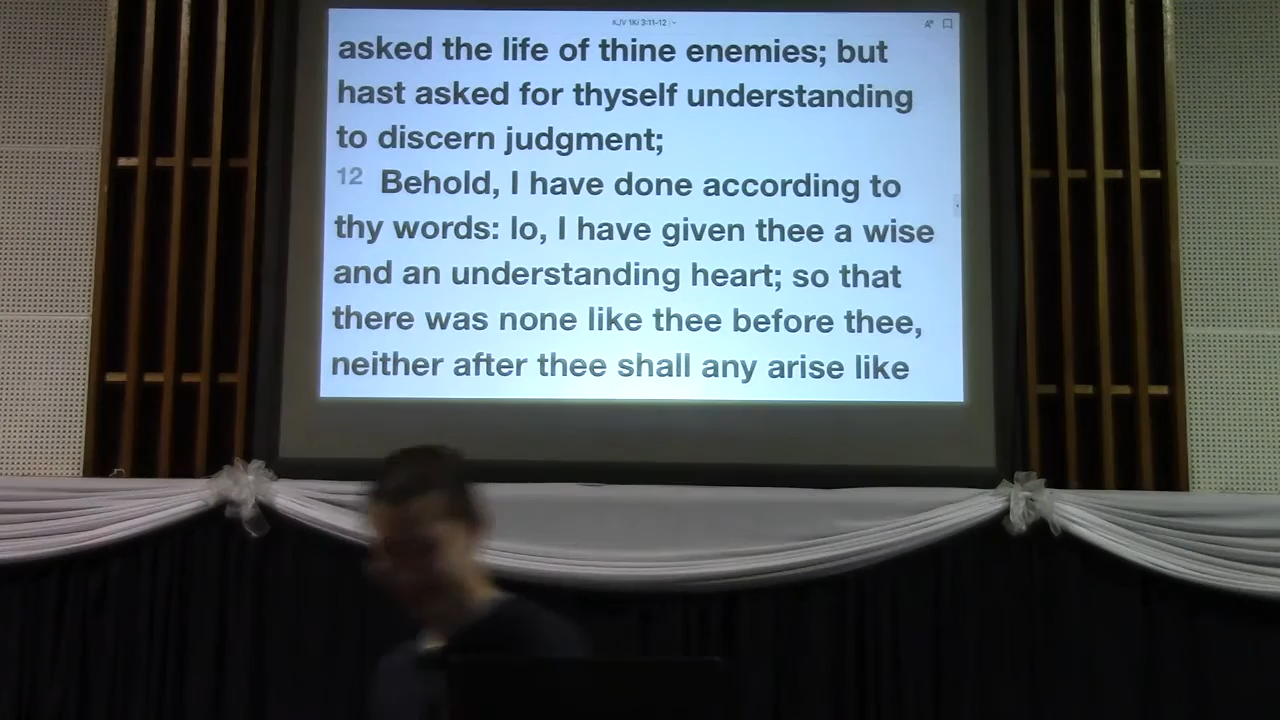 KJV 1Ki 3:11-12
asked the life of thine enemies; but
hast asked for thyself understanding
to discern judgment;
12 Behold, I have done according to
thy words: lo, I have given thee a wise
and an understanding heart; so that
there was none like thee before thee,
neither after thee shall any arise like